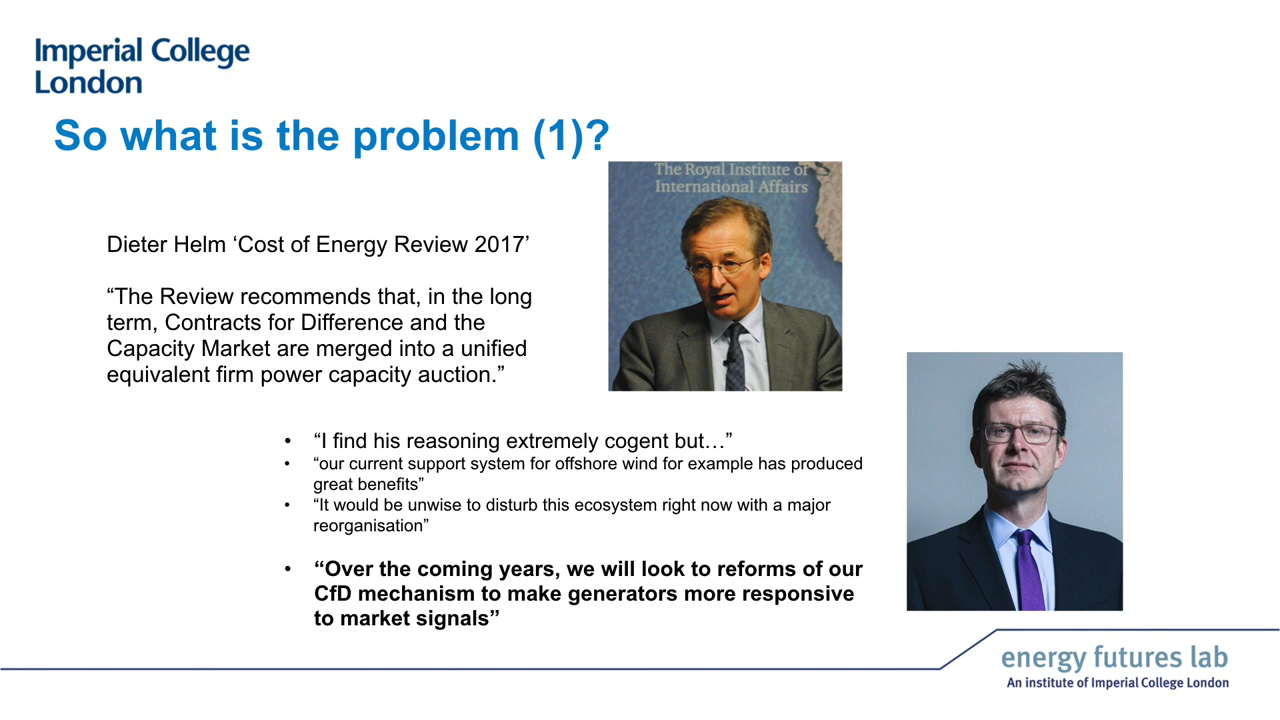 Imperial College
London
So what is the problem (1)?
The Royal Institute of
International Affairs
Dieter Helm ‘Cost of Energy Review 2017’
“The Review recommends that, in the long
term, Contracts for Difference and the
Capacity Market are merged into a unified
equivalent firm power capacity auction.”
• “I find his reasoning extremely cogent but…”
• “our current support system for offshore wind for example has produced
great benefits”
• “It would be unwise to disturb this ecosystem right now with a major
reorganisation”
• “Over the coming years, we will look to reforms of our
CfD mechanism to make generators more responsive
to market signals”
energy futures lab
An institute of Imperial College London